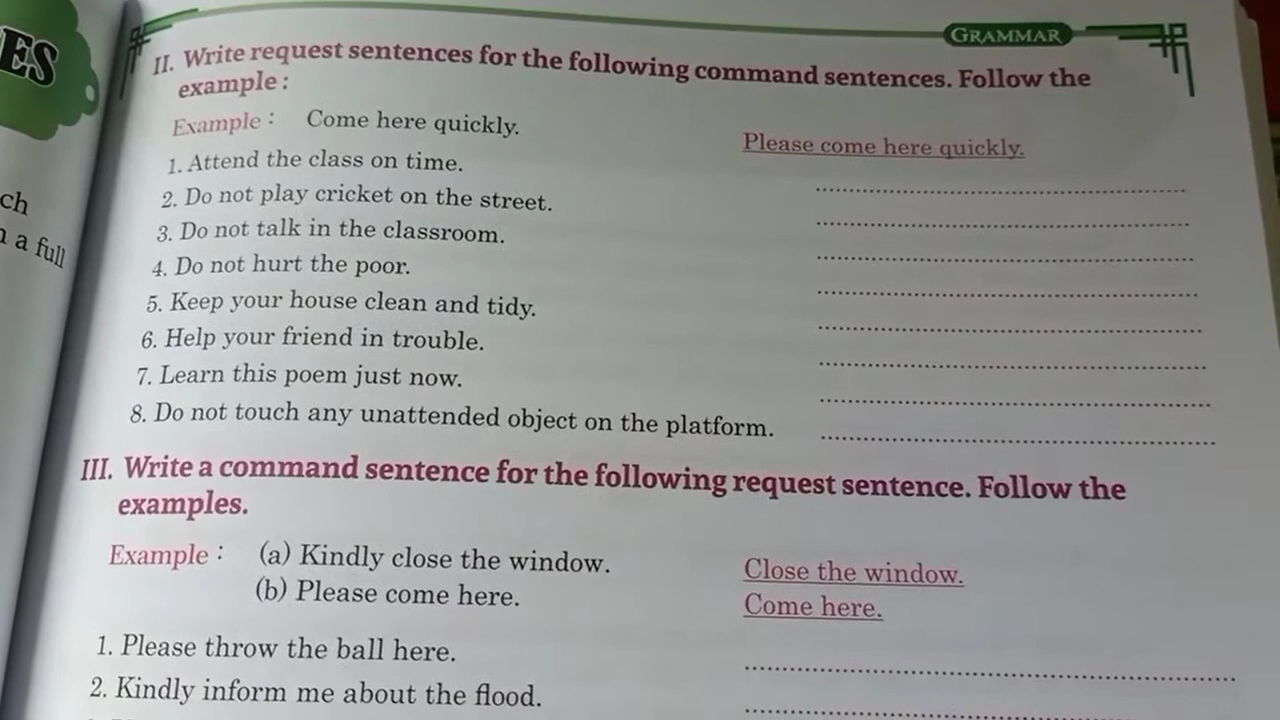 ES
ch
a full
GRAMMAR
II. Write request sentences for the following command sentences. Follow the
example :
Example : Come here quickly. Please come here quickly.
1. Attend the class on time. ....................
2. Do not play cricket on the street. ....................
3. Do not talk in the classroom. ....................
4. Do not hurt the poor. ....................
5. Keep your house clean and tidy. ....................
6. Help your friend in trouble. ....................
7. Learn this poem just now. ....................
8. Do not touch any unattended object on the platform. ....................
III. Write a command sentence for the following request sentence. Follow the
examples.
Example : (a) Kindly close the window. Close the window.
(b) Please come here. Come here.
1. Please throw the ball here. ....................
2. Kindly inform me about the flood. ....................